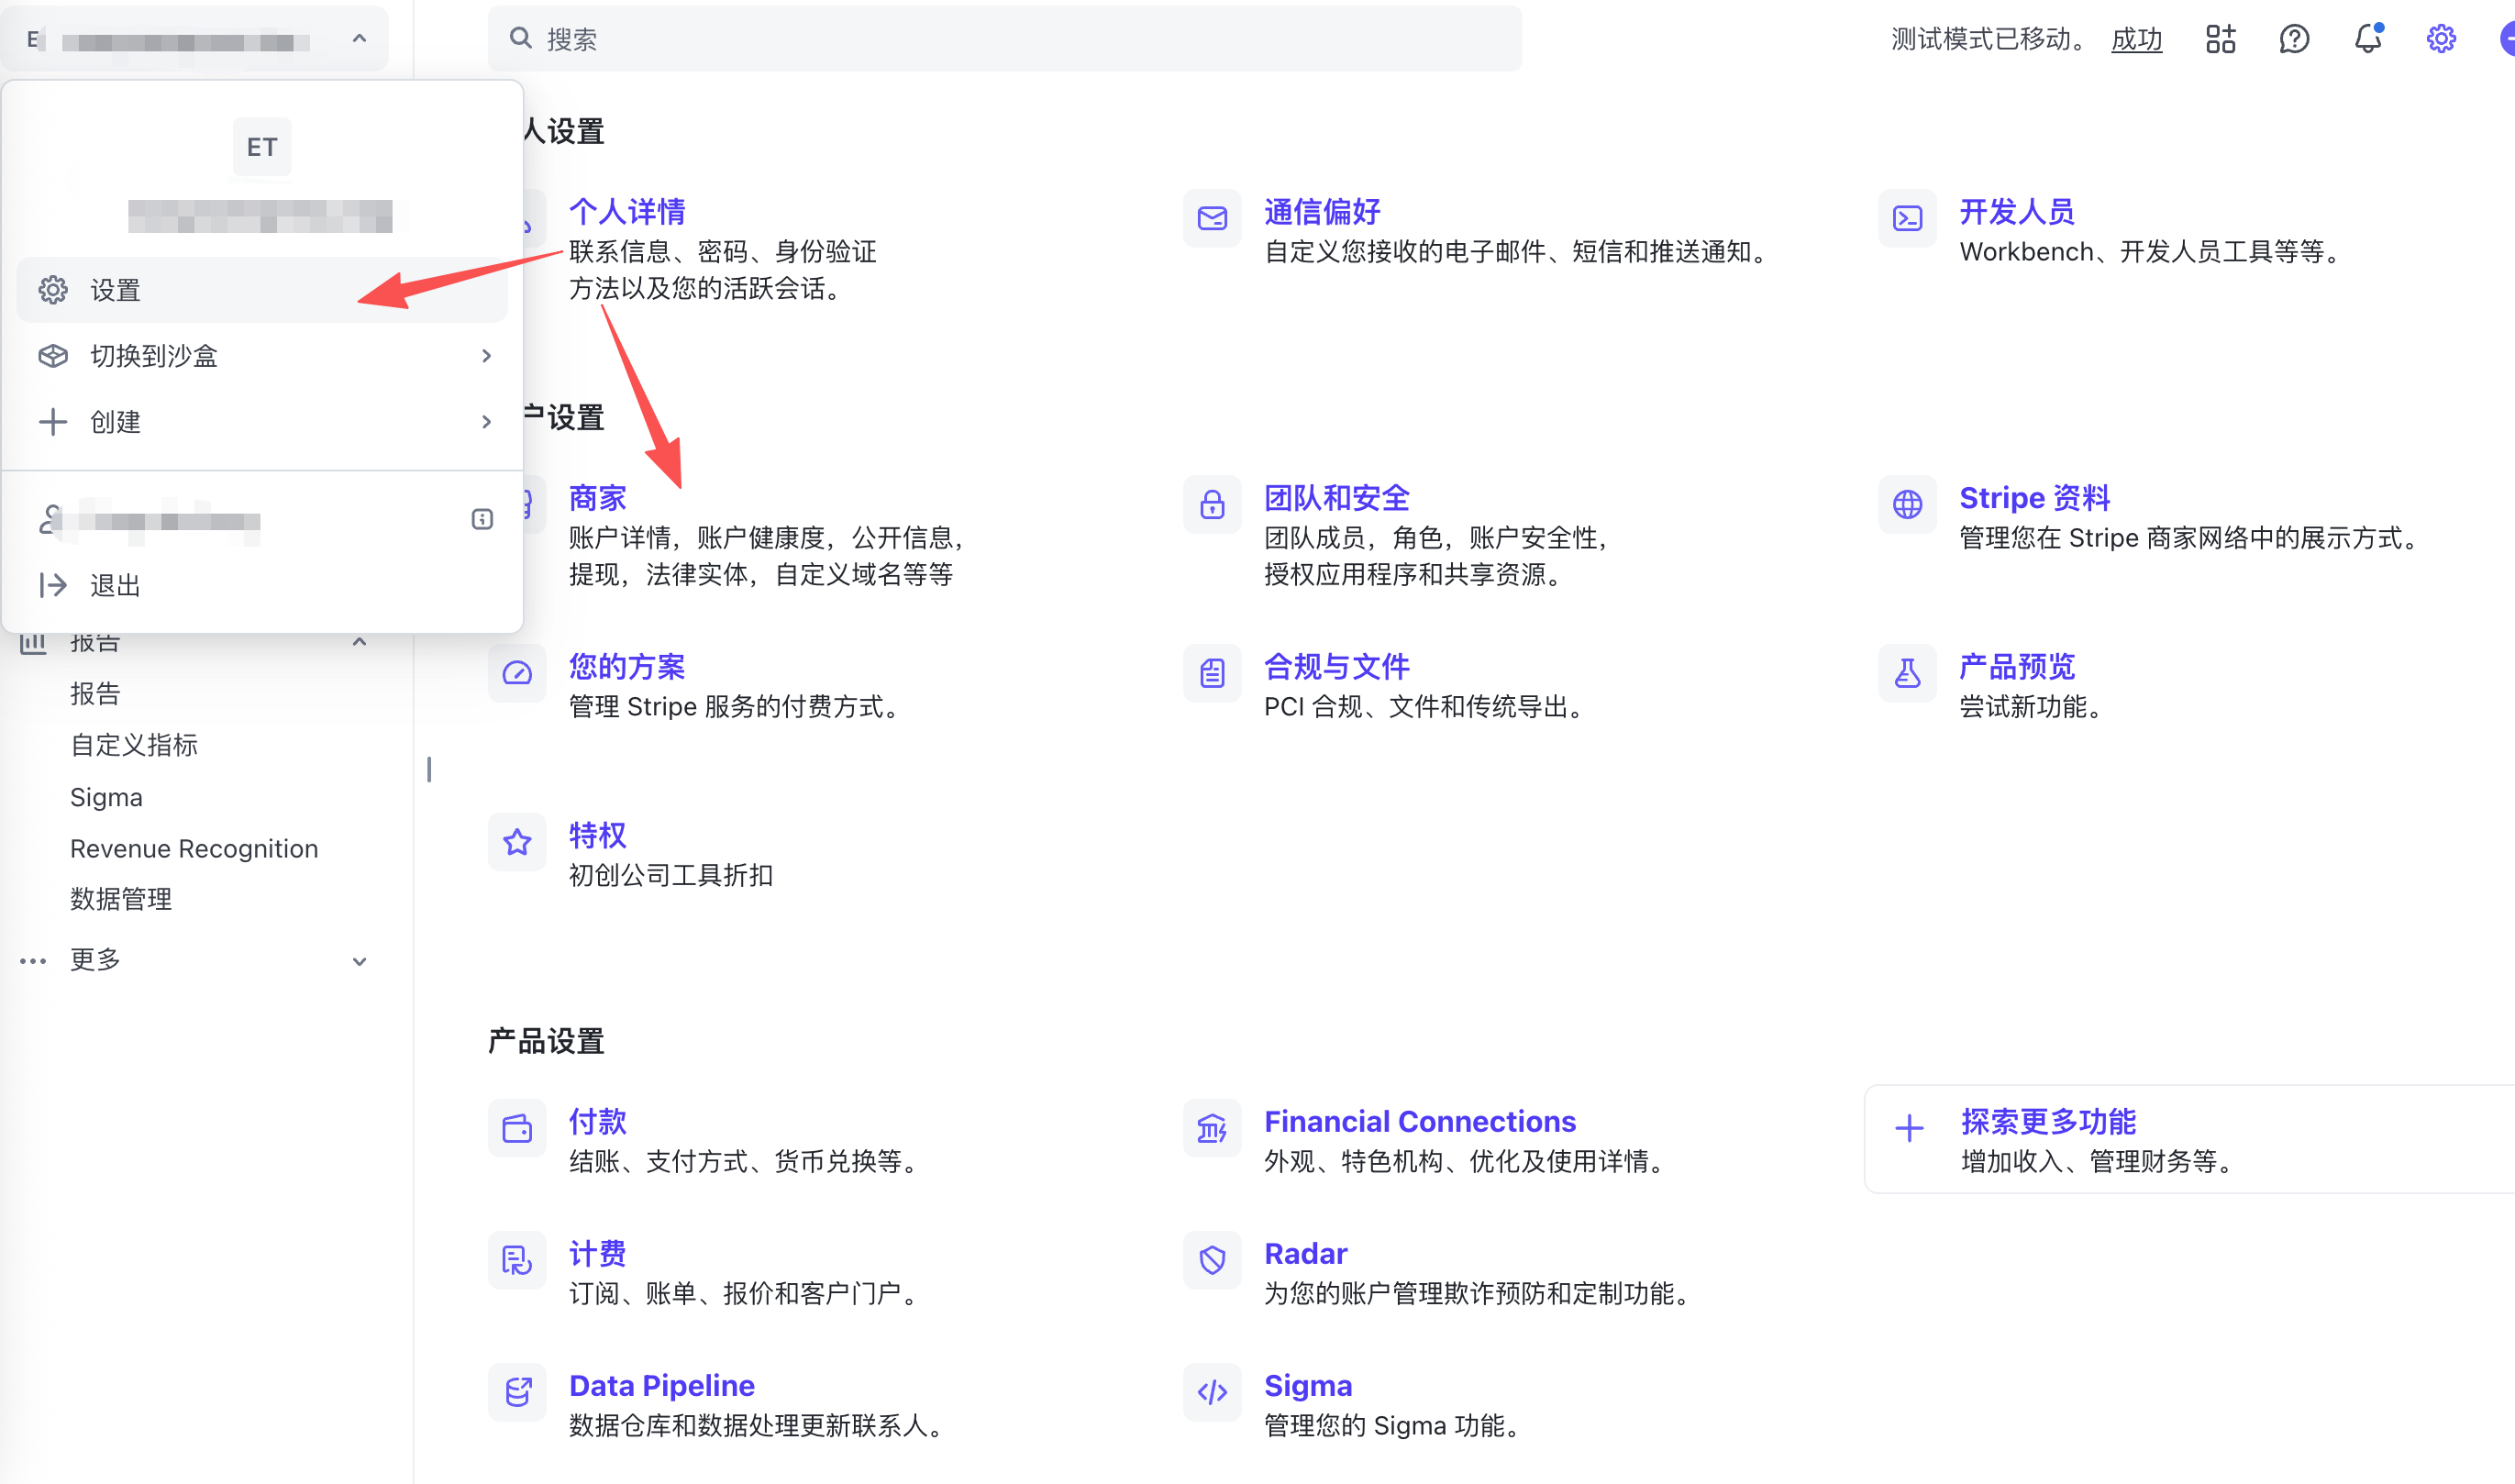 E
搜索
测试模式已移动。 成功
ET
设置
切换到沙盒
创建
退出
报告
报告
自定义指标
Sigma
Revenue Recognition
数据管理
更多
人设置
个人详情
联系信息、密码、身份验证
方法以及您的活跃会话。
通信偏好
自定义您接收的电子邮件、短信和推送通知。
开发人员
Workbench、开发人员工具等等。
户设置
商家
账户详情，账户健康度，公开信息，
提现，法律实体，自定义域名等等
团队和安全
团队成员，角色，账户安全性，
授权应用程序和共享资源。
Stripe 资料
管理您在 Stripe 商家网络中的展示方式。
您的方案
管理 Stripe 服务的付费方式。
合规与文件
PCI 合规、文件和传统导出。
产品预览
尝试新功能。
特权
初创公司工具折扣
产品设置
付款
结账、支付方式、货币兑换等。
Financial Connections
外观、特色机构、优化及使用详情。
探索更多功能
增加收入、管理财务等。
计费
订阅、账单、报价和客户门户。
Radar
为您的账户管理欺诈预防和定制功能。
Data Pipeline
数据仓库和数据处理更新联系人。
Sigma
管理您的 Sigma 功能。